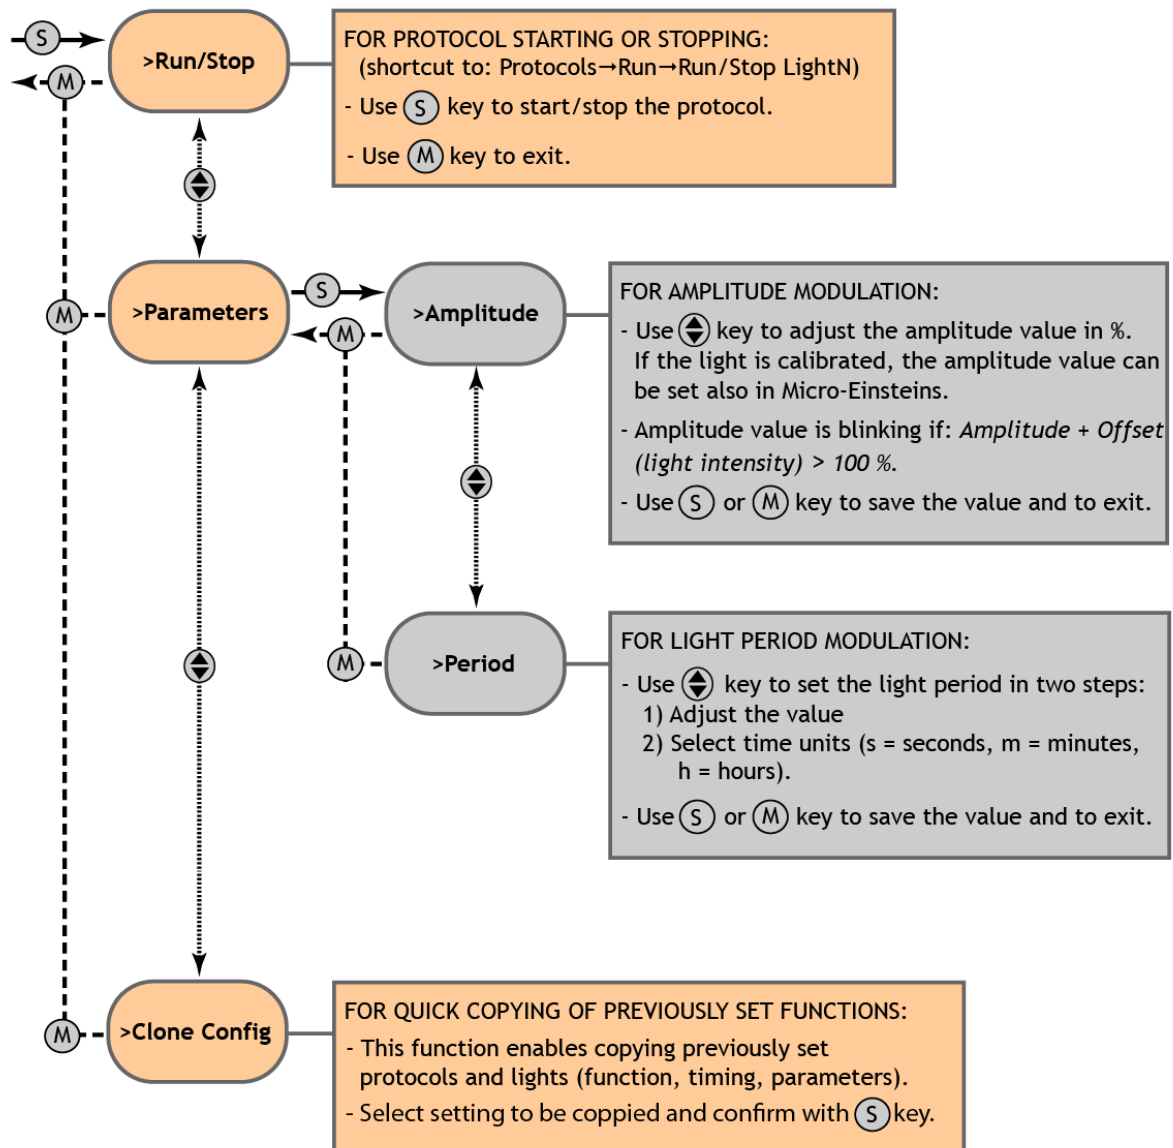 S
>Run/Stop
M
FOR PROTOCOL STARTING OR STOPPING:
(shortcut to: Protocols→Run→Run/Stop LightN)
- Use S key to start/stop the protocol.
- Use M key to exit.
M
>Parameters
S
M
>Amplitude
FOR AMPLITUDE MODULATION:
- Use key to adjust the amplitude value in %.
If the light is calibrated, the amplitude value can
be set also in Micro-Einsteins.
- Amplitude value is blinking if: Amplitude + Offset
(light intensity) > 100 %.
- Use S or M key to save the value and to exit.
M
>Period
FOR LIGHT PERIOD MODULATION:
- Use key to set the light period in two steps:
1) Adjust the value
2) Select time units (s = seconds, m = minutes,
h = hours).
- Use S or M key to save the value and to exit.
M
>Clone Config
FOR QUICK COPYING OF PREVIOUSLY SET FUNCTIONS:
- This function enables copying previously set
protocols and lights (function, timing, parameters).
- Select setting to be coppied and confirm with S key.